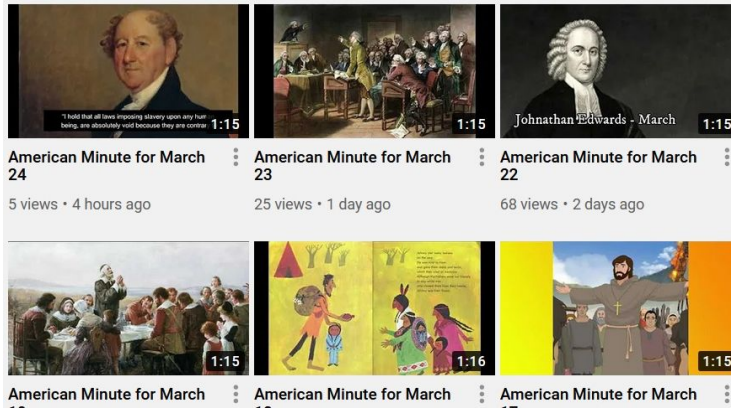 "I hold that all laws imposing slavery upon any hum
being, are absolutely void because they are contrar
1:15
1:15
Johnathan Edwards - March
1:15
American Minute for March
24
American Minute for March
23
American Minute for March
22
5 views • 4 hours ago
25 views • 1 day ago
68 views • 2 days ago
1:15
1:16
1:15
American Minute for March
American Minute for March
American Minute for March